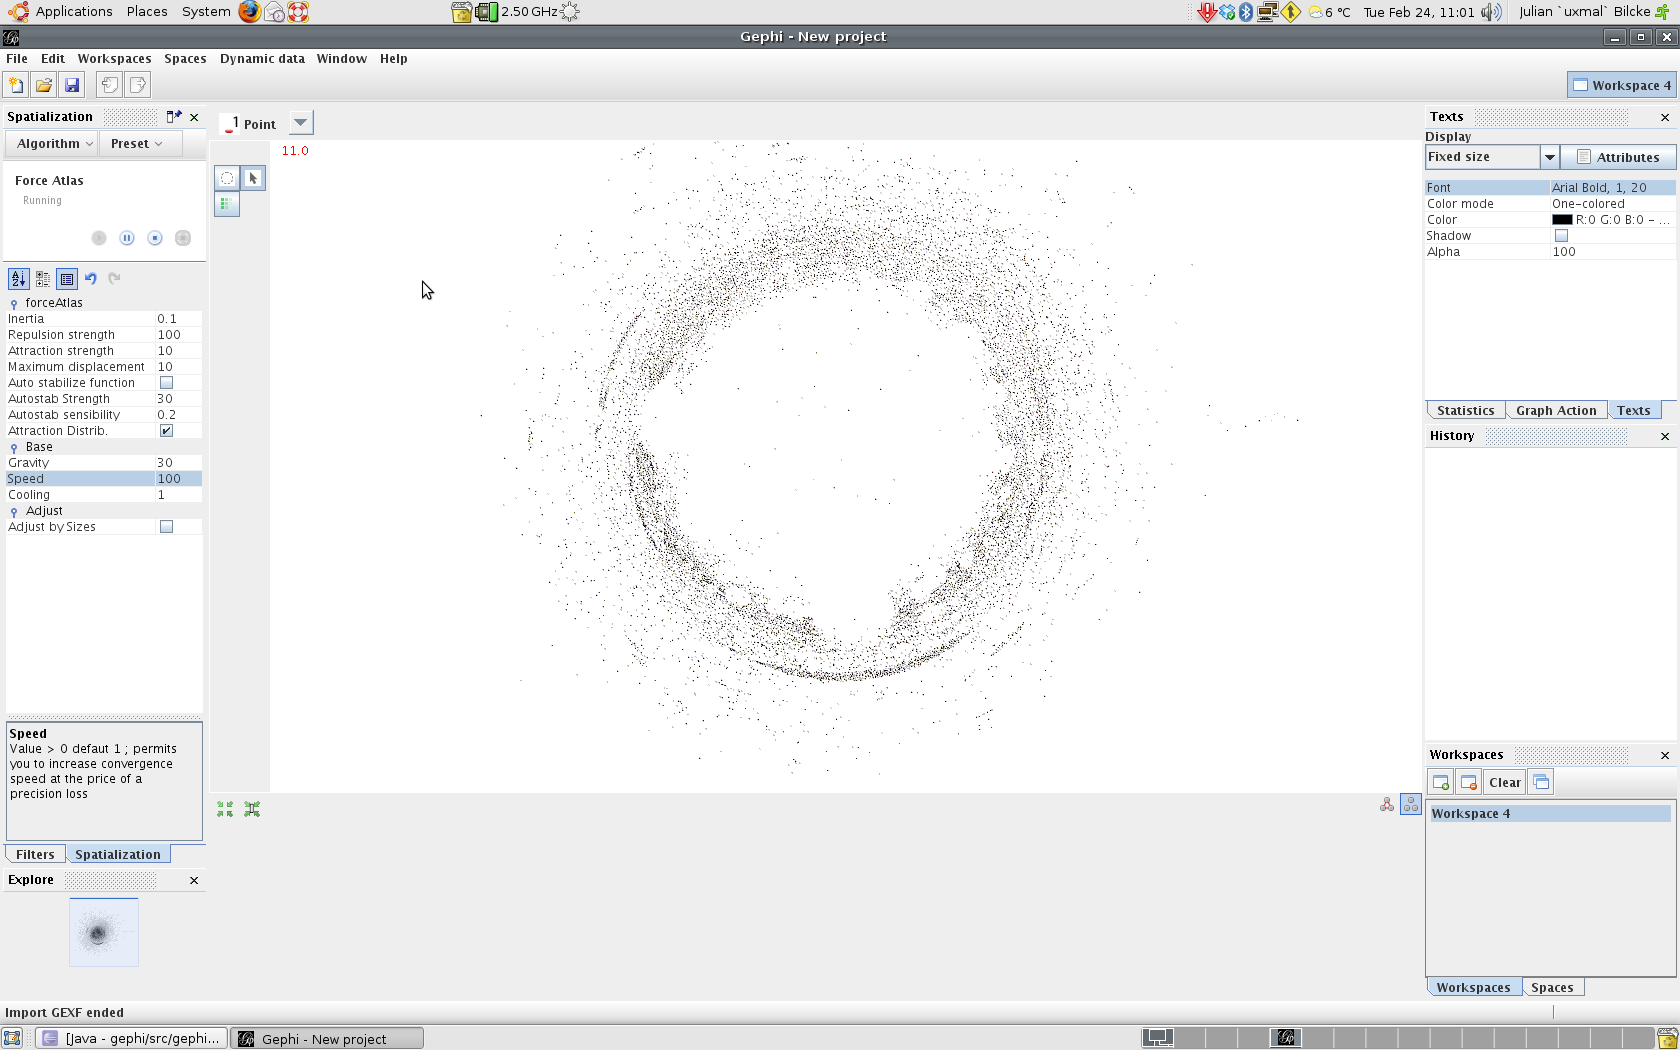 Applications Places System
2.50 GHz
6 °C Tue Feb 24, 11:01 Julian `uxmal` Bilcke
Gephi - New project
File Edit Workspaces Spaces Dynamic data Window Help
Workspace 4
Spatialization
Algorithm Preset
Force Atlas
Running
forceAtlas
Inertia 0.1
Repulsion strength 100
Attraction strength 10
Maximum displacement 10
Auto stabilize function
Autostab Strength 30
Autostab sensibility 0.2
Attraction Distrib.
Base
Gravity 30
Speed 100
Cooling 1
Adjust
Adjust by Sizes
Speed
Value > 0 defaut 1 ; permits
you to increase convergence
speed at the price of a
precision loss
Filters Spatialization
Explore
1 Point
11.0
Texts
Display
Fixed size Attributes
Font Arial Bold, 1, 20
Color mode One-colored
Color R:0 G:0 B:0 - ...
Shadow
Alpha 100
Statistics Graph Action Texts
History
Workspaces
Clear
Workspace 4
Workspaces Spaces
Import GEXF ended
[Java - gephi/src/gephi... Gephi - New project